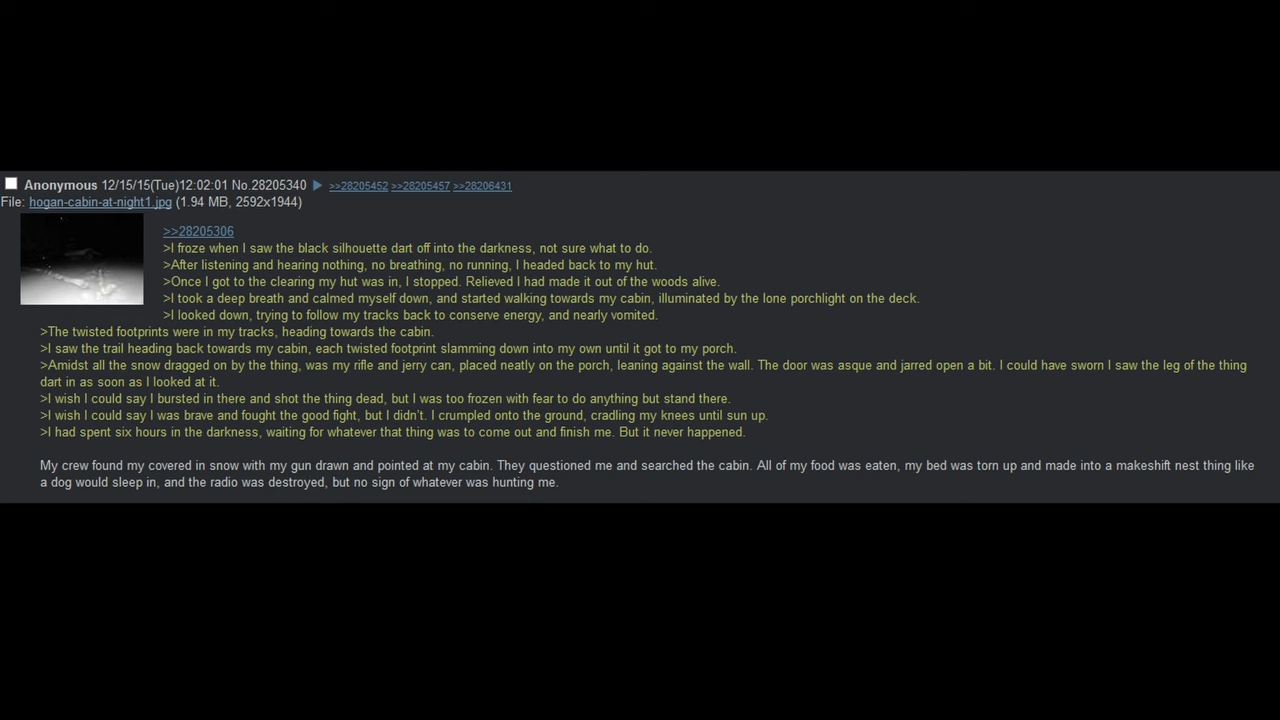 Anonymous 12/15/15(Tue)12:02:01 No.28205340 ▶ >>28205452 >>28205457 >>28206431
File: hogan-cabin-at-night1.jpg (1.94 MB, 2592x1944)
>>28205306
>I froze when I saw the black silhouette dart off into the darkness, not sure what to do.
>After listening and hearing nothing, no breathing, no running, I headed back to my hut.
>Once I got to the clearing my hut was in, I stopped. Relieved I had made it out of the woods alive.
>I took a deep breath and calmed myself down, and started walking towards my cabin, illuminated by the lone porchlight on the deck.
>I looked down, trying to follow my tracks back to conserve energy, and nearly vomited.
>The twisted footprints were in my tracks, heading towards the cabin.
>I saw the trail heading back towards my cabin, each twisted footprint slamming down into my own until it got to my porch.
>Amidst all the snow dragged on by the thing, was my rifle and jerry can, placed neatly on the porch, leaning against the wall. The door was asque and jarred open a bit. I could have sworn I saw the leg of the thing
dart in as soon as I looked at it.
>I wish I could say I bursted in there and shot the thing dead, but I was too frozen with fear to do anything but stand there.
>I wish I could say I was brave and fought the good fight, but I didn't. I crumpled onto the ground, cradling my knees until sun up.
>I had spent six hours in the darkness, waiting for whatever that thing was to come out and finish me. But it never happened.
My crew found my covered in snow with my gun drawn and pointed at my cabin. They questioned me and searched the cabin. All of my food was eaten, my bed was torn up and made into a makeshift nest thing like
a dog would sleep in, and the radio was destroyed, but no sign of whatever was hunting me.